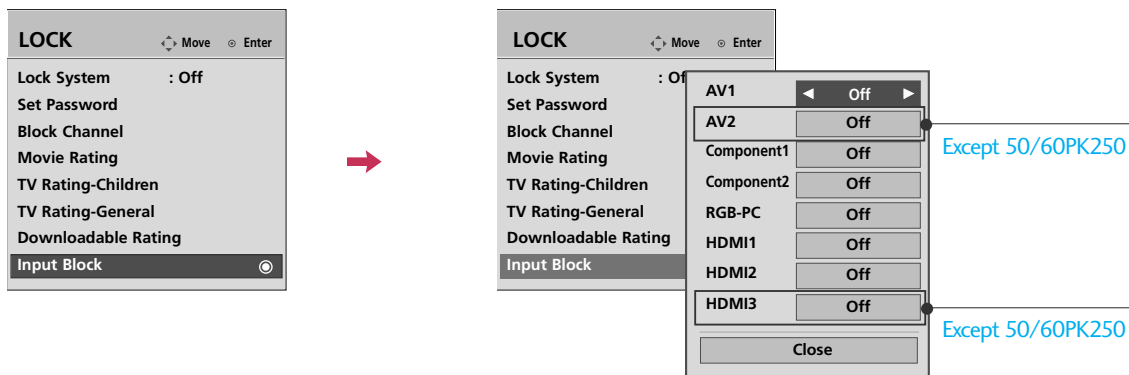 LOCK Move Enter
Lock System : Off
Set Password
Block Channel
Movie Rating
TV Rating-Children
TV Rating-General
Downloadable Rating
Input Block
LOCK Move Enter
Lock System : Of
Set Password
Block Channel
Movie Rating
TV Rating-Children
TV Rating-General
Downloadable Rating
Input Block
AV1 ◀ Off ▶
AV2 Off
Component1 Off
Component2 Off
RGB-PC Off
HDMI1 Off
HDMI2 Off
HDMI3 Off
Close
Except 50/60PK250
Except 50/60PK250